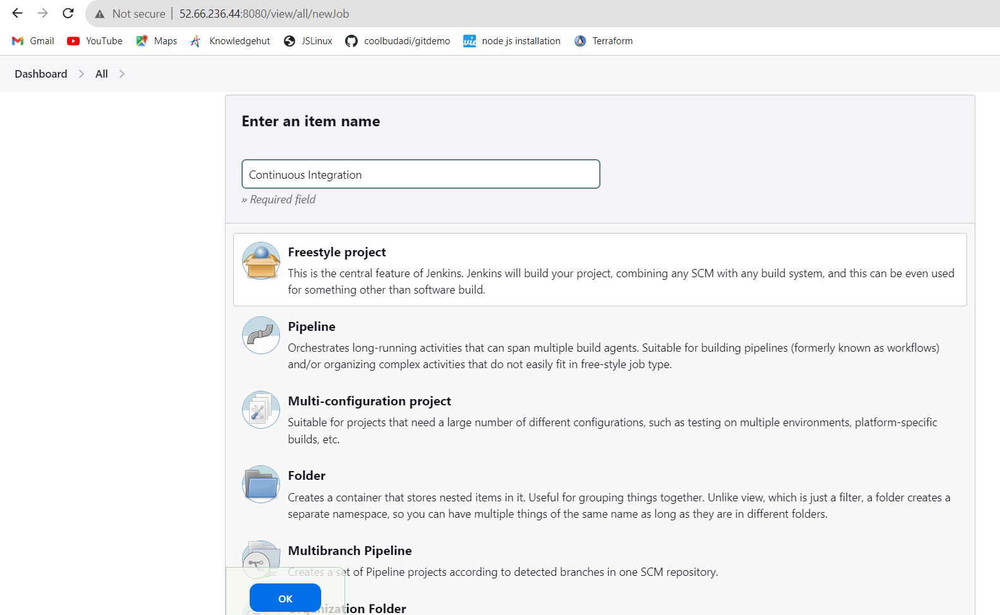 Not secure 52.66.236.44:8080/view/all/newJob
Gmail YouTube Maps Knowledgehut JSLinux coolbudadi/gitdemo node js installation Terraform
Dashboard All
Enter an item name
Continuous Integration
» Required field
Freestyle project
This is the central feature of Jenkins. Jenkins will build your project, combining any SCM with any build system, and this can be even used
for something other than software build.
Pipeline
Orchestrates long-running activities that can span multiple build agents. Suitable for building pipelines (formerly known as workflows)
and/or organizing complex activities that do not easily fit in free-style job type.
Multi-configuration project
Suitable for projects that need a large number of different configurations, such as testing on multiple environments, platform-specific
builds, etc.
Folder
Creates a container that stores nested items in it. Useful for grouping things together. Unlike view, which is just a filter, a folder creates a
separate namespace, so you can have multiple things of the same name as long as they are in different folders.
Multibranch Pipeline
Creates a set of Pipeline projects according to detected branches in one SCM repository.
OK
Organization Folder